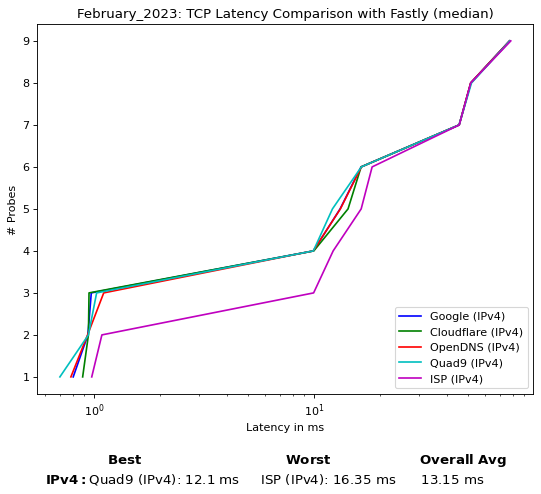 February_2023: TCP Latency Comparison with Fastly (median)
9
8
7
6
5
4
3
2
1
# Probes
10^0
10^1
Latency in ms
Google (IPv4)
Cloudflare (IPv4)
OpenDNS (IPv4)
Quad9 (IPv4)
ISP (IPv4)
Best Worst Overall Avg
IPv4: Quad9 (IPv4): 12.1 ms ISP (IPv4): 16.35 ms 13.15 ms